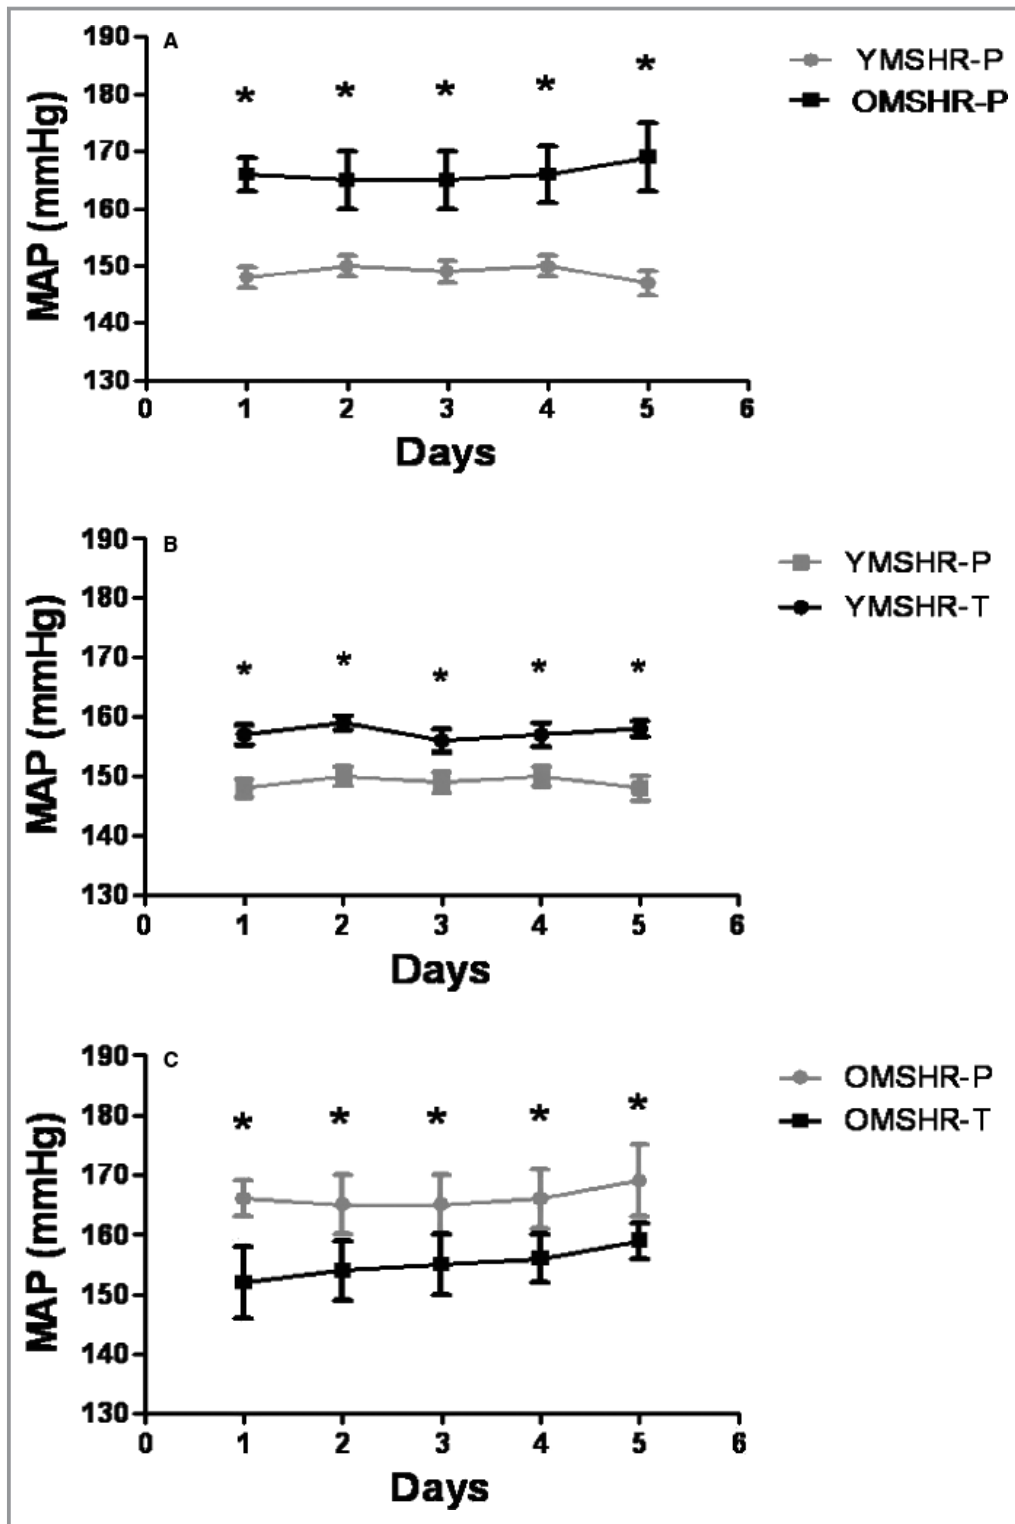 A
190
180
170
160
150
140
130
MAP (mmHg)
* * * * *
0 1 2 3 4 5 6
Days
YMSHR-P
OMSHR-P
B
190
180
170
160
150
140
130
MAP (mmHg)
* * * * *
0 1 2 3 4 5 6
Days
YMSHR-P
YMSHR-T
C
190
180
170
160
150
140
130
MAP (mmHg)
* * * * *
0 1 2 3 4 5 6
Days
OMSHR-P
OMSHR-T